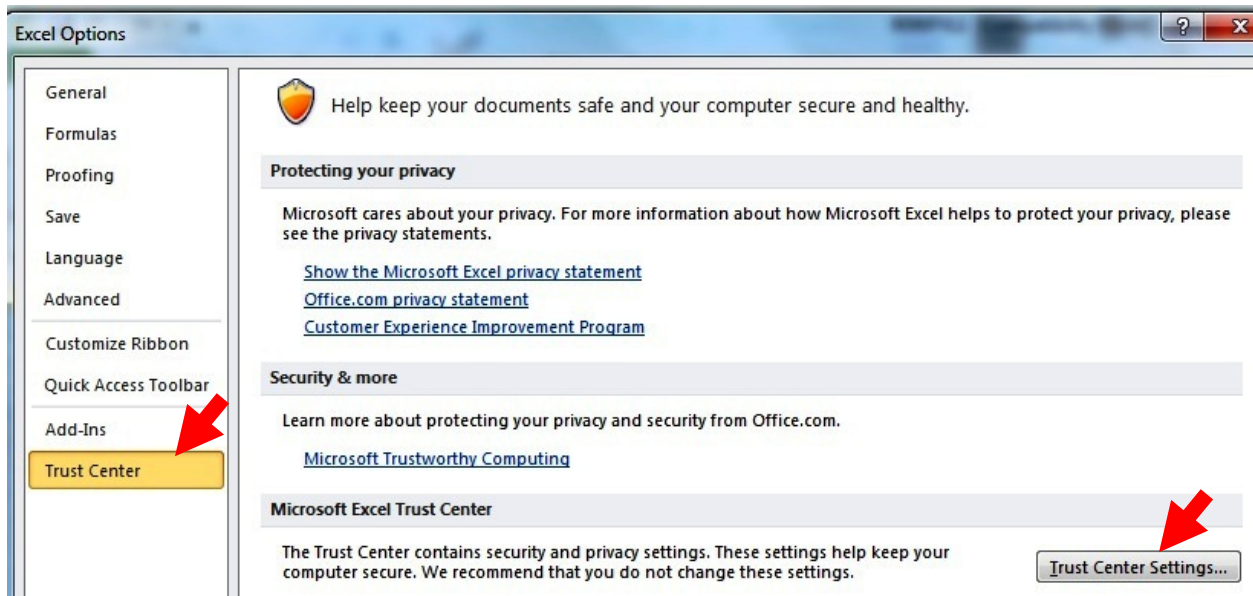 Excel Options
General
Formulas
Proofing
Save
Language
Advanced
Customize Ribbon
Quick Access Toolbar
Add-Ins
Trust Center
Help keep your documents safe and your computer secure and healthy.
Protecting your privacy
Microsoft cares about your privacy. For more information about how Microsoft Excel helps to protect your privacy, please
see the privacy statements.
Show the Microsoft Excel privacy statement
Office.com privacy statement
Customer Experience Improvement Program
Security & more
Learn more about protecting your privacy and security from Office.com.
Microsoft Trustworthy Computing
Microsoft Excel Trust Center
The Trust Center contains security and privacy settings. These settings help keep your
computer secure. We recommend that you do not change these settings.
Trust Center Settings...